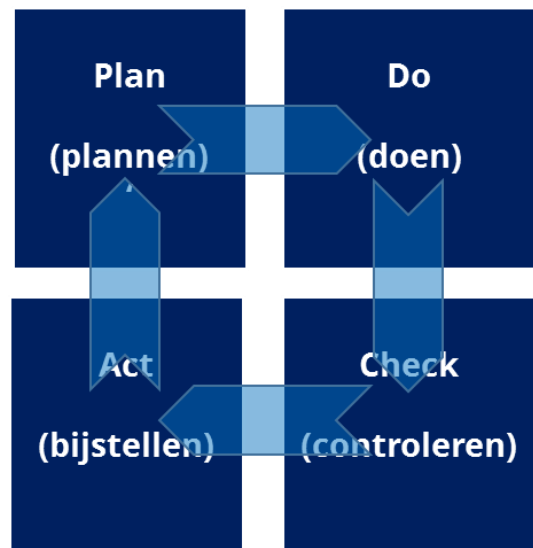 Plan
(plannen)
Do
(doen)
Act
(bijstellen)
Check
(controleren)